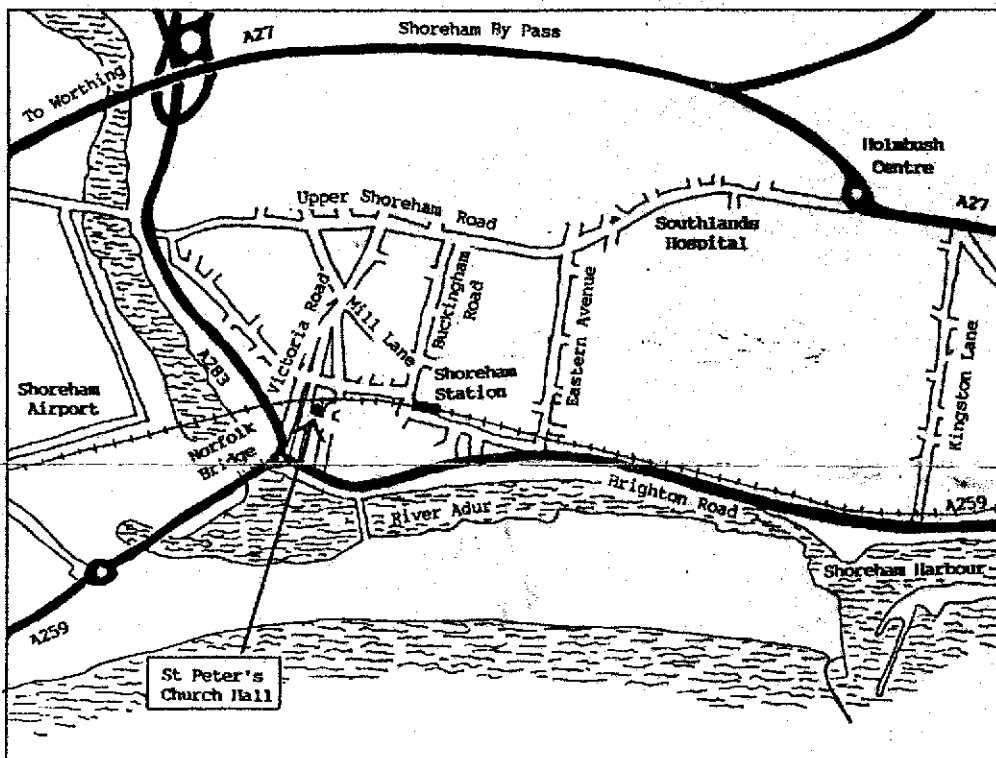 A27
Shoreham By Pass
To Worthing
Holmbush
Centre
A27
Upper Shoreham Road
Southlands
Hospital
Victoria Road
Mill Lane
Buckingham
Road
Eastern Avenue
Kingston Lane
A283
Shoreham
Airport
Shoreham
Station
Norfolk
Bridge
River Adur
Brighton Road
A259
Shoreham Harbour
A259
St Peter's
Church Hall